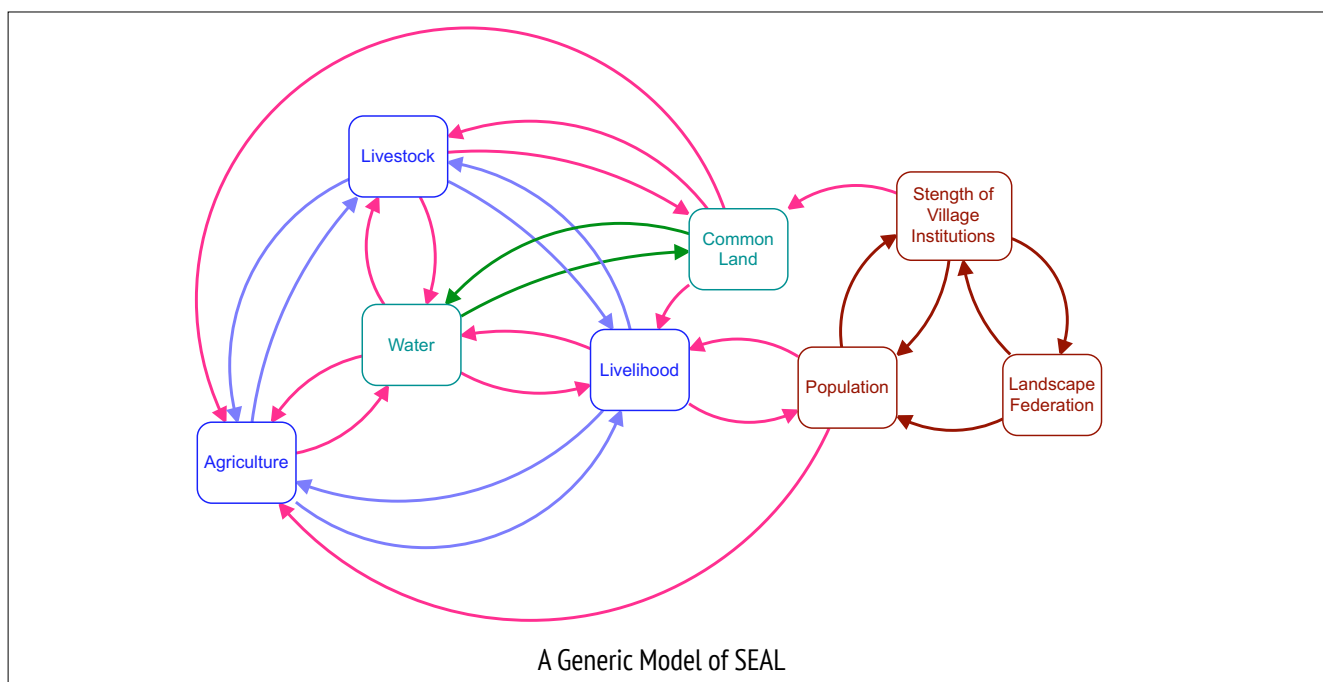 Livestock
Stength of
Village
Institutions
Common
Land
Water
Livelihood
Population
Landscape
Federation
Agriculture
A Generic Model of SEAL